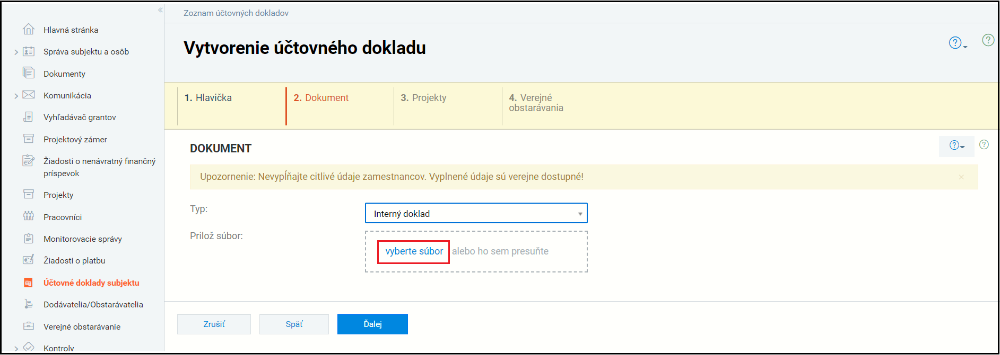 «
Hlavná stránka
Správa subjektu a osôb
Dokumenty
Komunikácia
Vyhľadávač grantov
Projektový zámer
Žiadosti o nenávratný finančný
príspevok
Projekty
Pracovníci
Monitorovacie správy
Žiadosti o platbu
Účtovné doklady subjektu
Dodávatelia/Obstarávatelia
Verejné obstarávanie
Kontroly
Zoznam účtovných dokladov
Vytvorenie účtovného dokladu
? ?
1. Hlavička
2. Dokument
3. Projekty
4. Verejné
obstarávania
DOKUMENT
? ?
Upozornenie: Nevypĺňajte citlivé údaje zamestnancov. Vyplnené údaje sú verejne dostupné! ×
Typ: Interný doklad
Prilož súbor: vyberte súbor alebo ho sem presuňte
Zrušiť Späť Ďalej